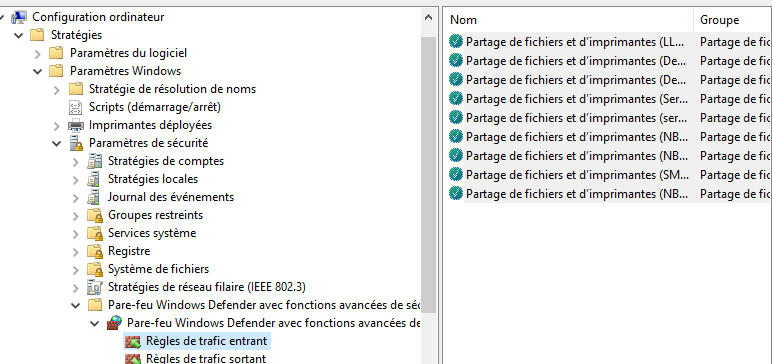 Configuration ordinateur
Stratégies
Paramètres du logiciel
Paramètres Windows
Stratégie de résolution de noms
Scripts (démarrage/arrêt)
Imprimantes déployées
Paramètres de sécurité
Stratégies de comptes
Stratégies locales
Journal des événements
Groupes restreints
Services système
Registre
Système de fichiers
Stratégies de réseau filaire (IEEE 802.3)
Pare-feu Windows Defender avec fonctions avancées de séc
Pare-feu Windows Defender avec fonctions avancées de
Règles de trafic entrant
Règles de trafic sortant
Nom Groupe
Partage de fichiers et d'imprimantes (LL... Partage de fic
Partage de fichiers et d'imprimantes (De... Partage de fic
Partage de fichiers et d'imprimantes (De... Partage de fic
Partage de fichiers et d'imprimantes (Ser... Partage de fic
Partage de fichiers et d'imprimantes (ser... Partage de fic
Partage de fichiers et d'imprimantes (NB... Partage de fic
Partage de fichiers et d'imprimantes (NB... Partage de fic
Partage de fichiers et d'imprimantes (SM... Partage de fic
Partage de fichiers et d'imprimantes (NB... Partage de fic